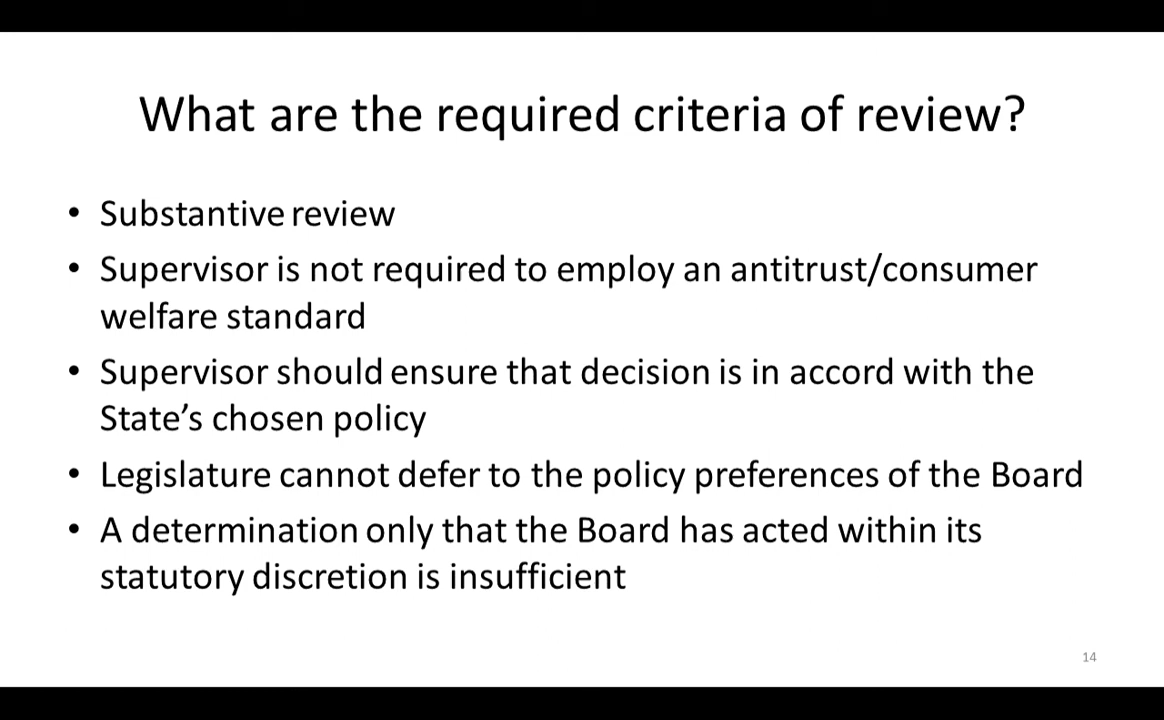 What are the required criteria of review?
• Substantive review
• Supervisor is not required to employ an antitrust/consumer
welfare standard
• Supervisor should ensure that decision is in accord with the
State’s chosen policy
• Legislature cannot defer to the policy preferences of the Board
• A determination only that the Board has acted within its
statutory discretion is insufficient
14